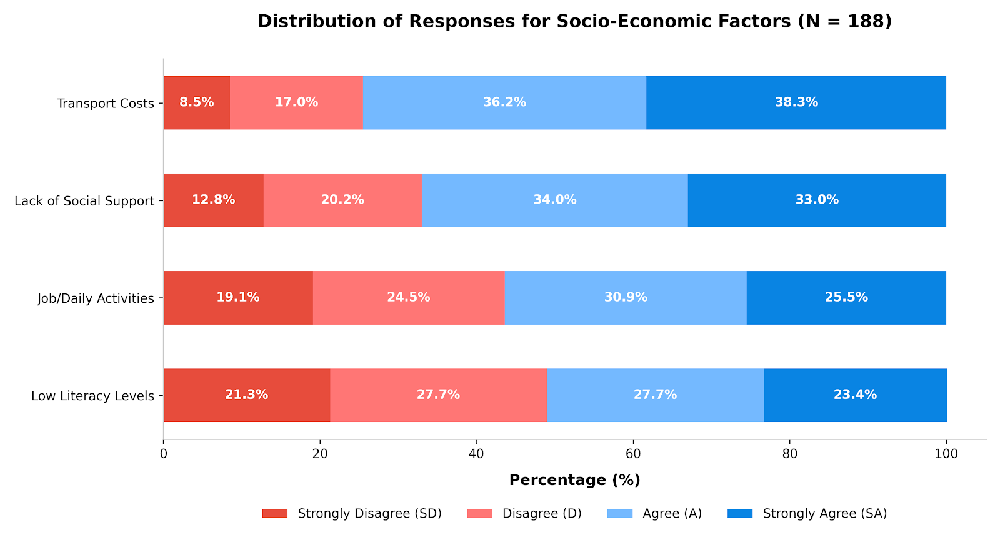 Distribution of Responses for Socio-Economic Factors (N = 188)
Transport Costs 8.5% 17.0% 36.2% 38.3%
Lack of Social Support 12.8% 20.2% 34.0% 33.0%
Job/Daily Activities 19.1% 24.5% 30.9% 25.5%
Low Literacy Levels 21.3% 27.7% 27.7% 23.4%
0 20 40 60 80 100
Percentage (%)
Strongly Disagree (SD) Disagree (D) Agree (A) Strongly Agree (SA)